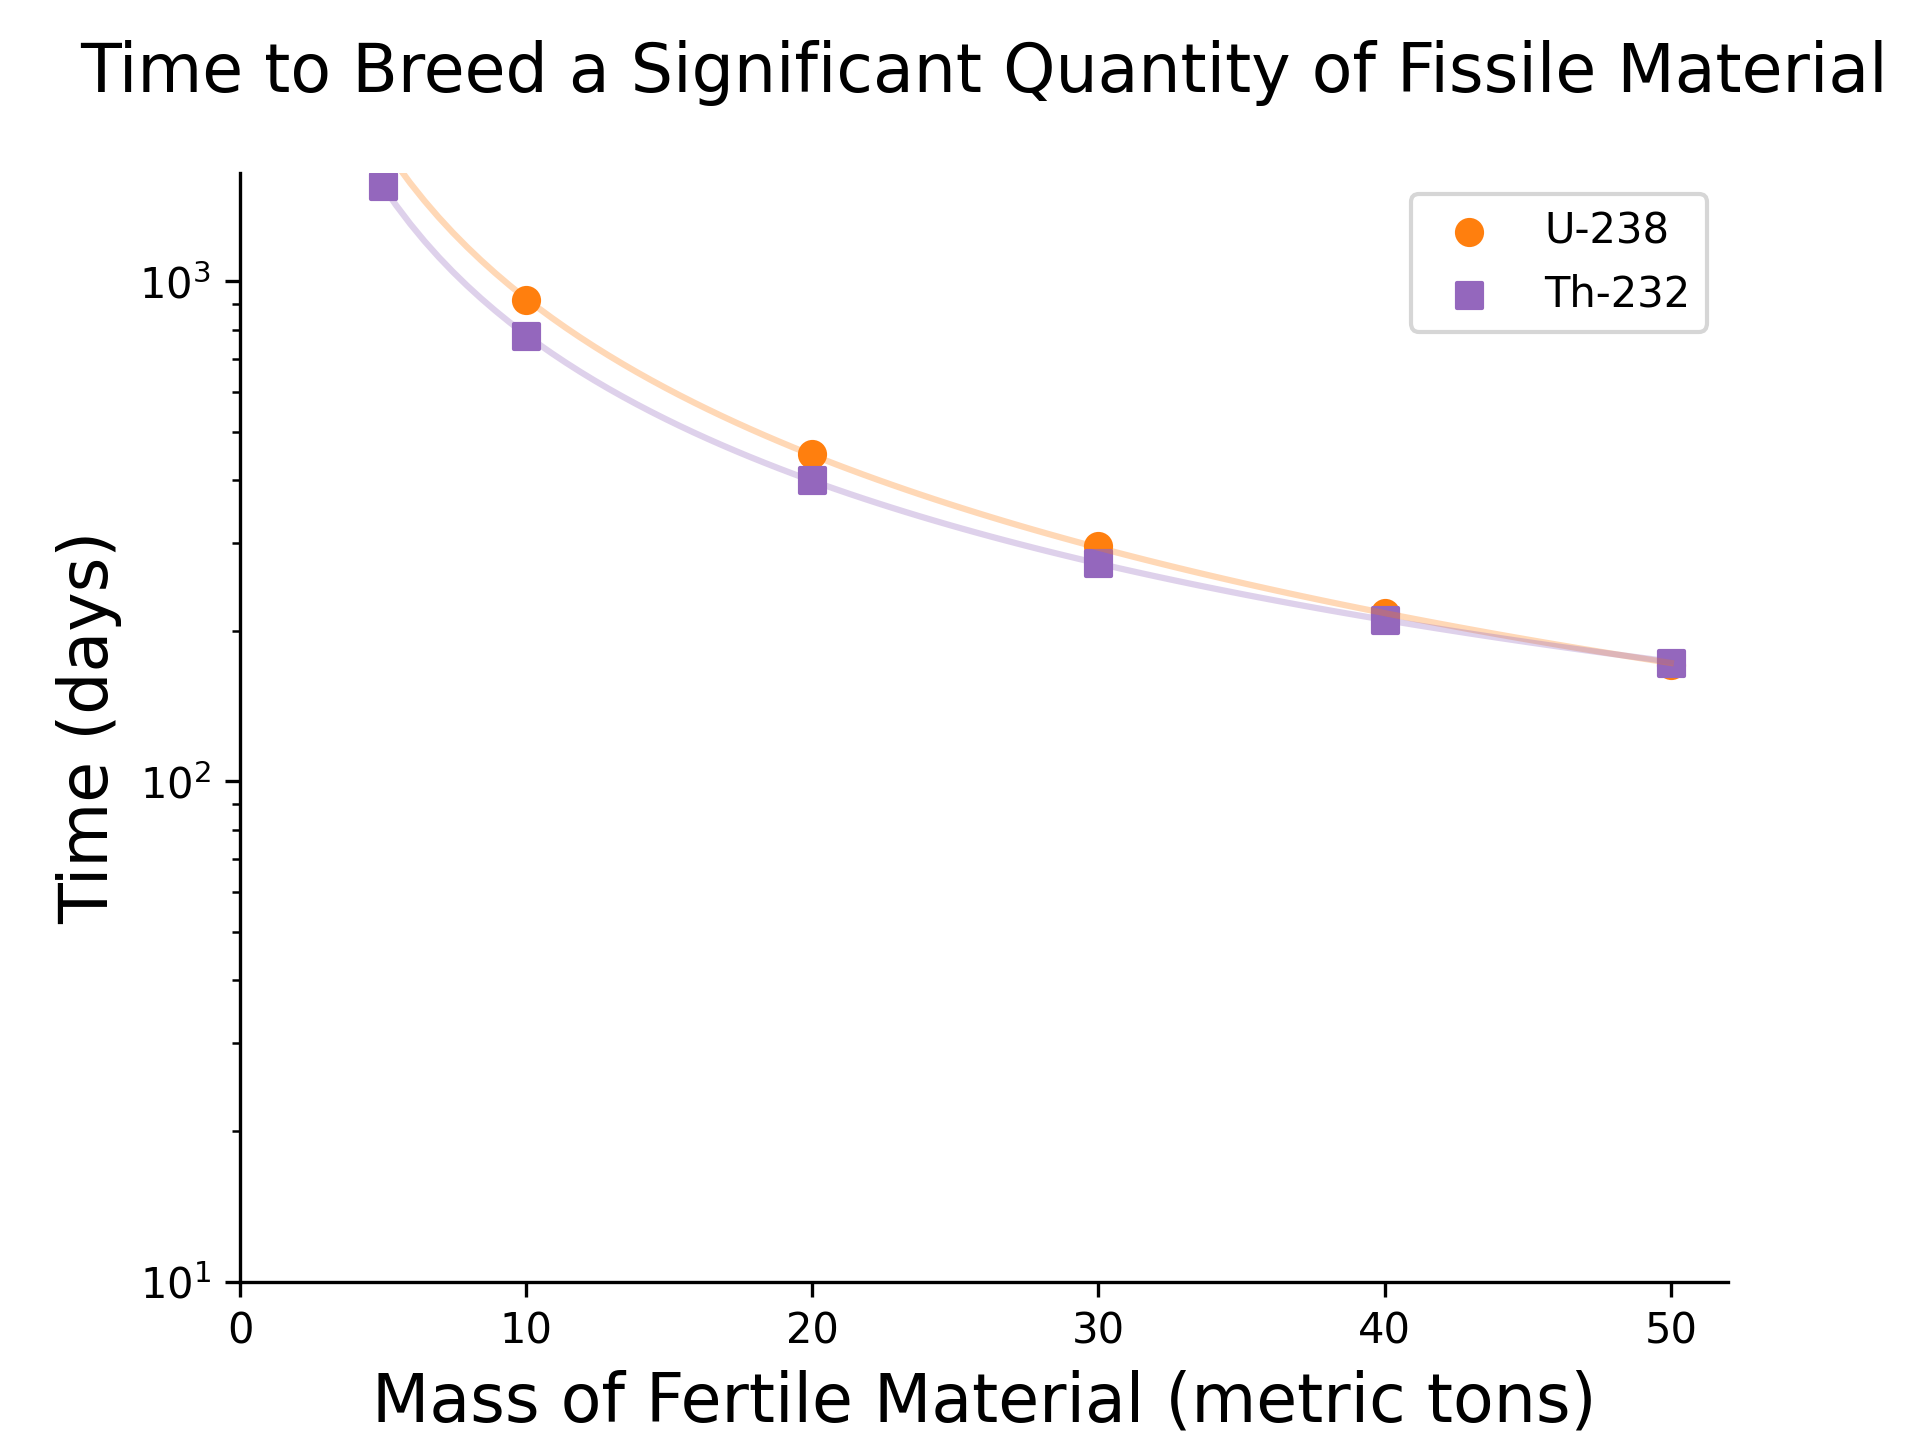 Time to Breed a Significant Quantity of Fissile Material
U-238
Th-232
Time (days)
10³
10²
10¹
0 10 20 30 40 50
Mass of Fertile Material (metric tons)